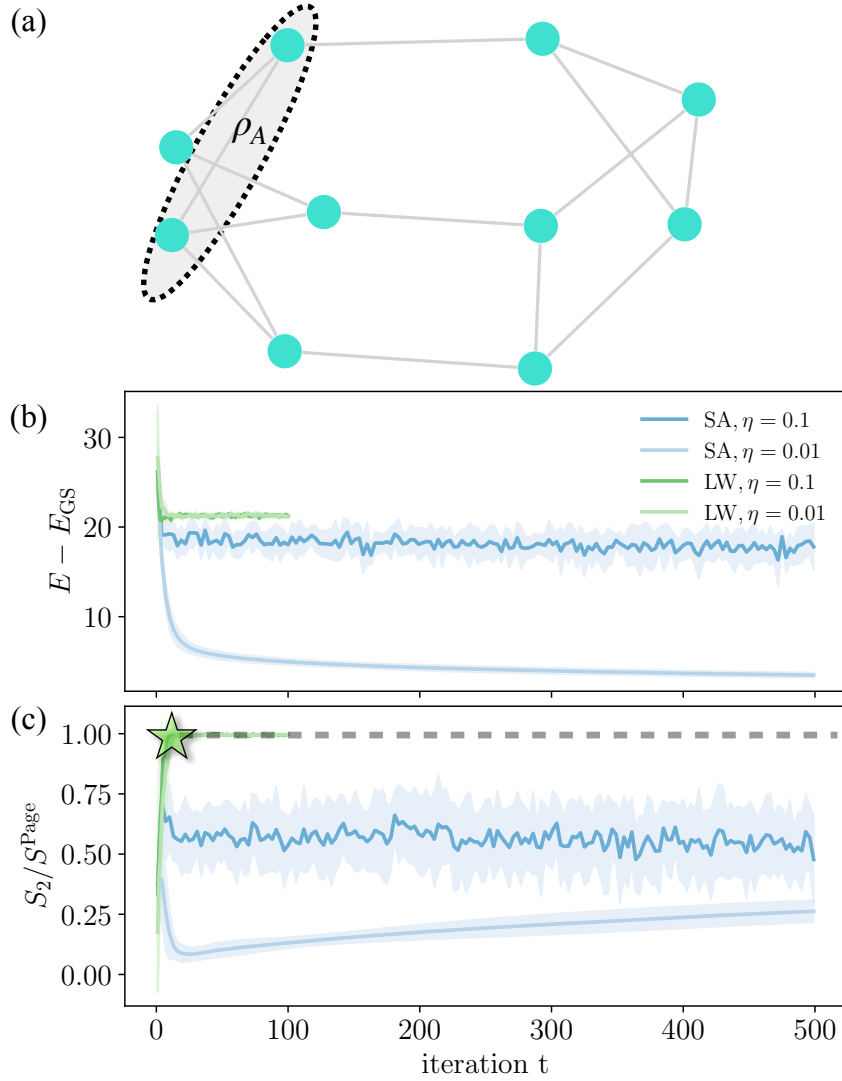 (a)
ρ_A
(b)
30
20
10
E − E_GS
SA, η = 0.1
SA, η = 0.01
LW, η = 0.1
LW, η = 0.01
(c)
1.00
0.75
0.50
0.25
0.00
S_2/S^Page
0 100 200 300 400 500
iteration t